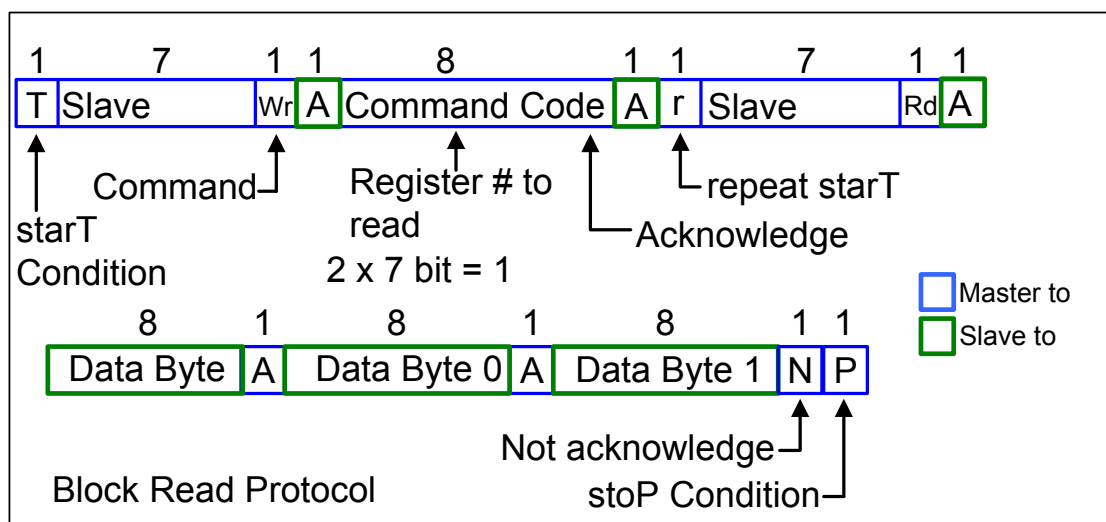 1 7 1 1 8 1 1 7 1 1
T Slave Wr A Command Code A r Slave Rd A
Command
Register # to
read
2 x 7 bit = 1
repeat starT
Acknowledge
starT
Condition
Master to
Slave to
8 1 8 1 8 1 1
Data Byte A Data Byte 0 A Data Byte 1 N P
Not acknowledge
stoP Condition
Block Read Protocol